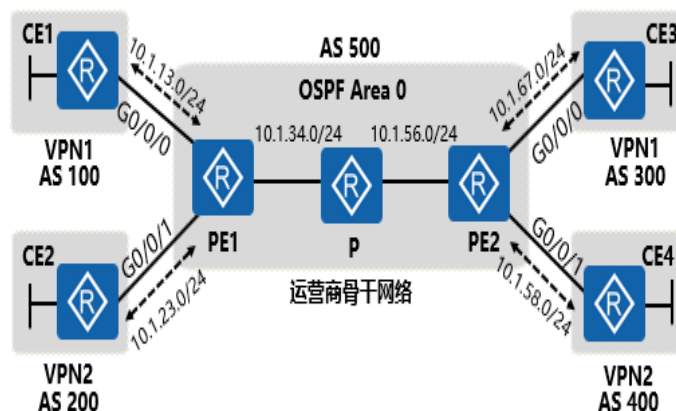 CE1
10.1.13.0/24
G0/0/0
VPN1
AS 100
AS 500
OSPF Area 0
10.1.34.0/24
10.1.56.0/24
CE3
10.1.67.0/24
G0/0/0
VPN1
AS 300
R
R
R
R
R
PE1
P
PE2
运营商骨干网络
CE2
G0/0/1
10.1.23.0/24
R
VPN2
AS 200
CE4
G0/0/1
10.1.58.0/24
R
VPN2
AS 400